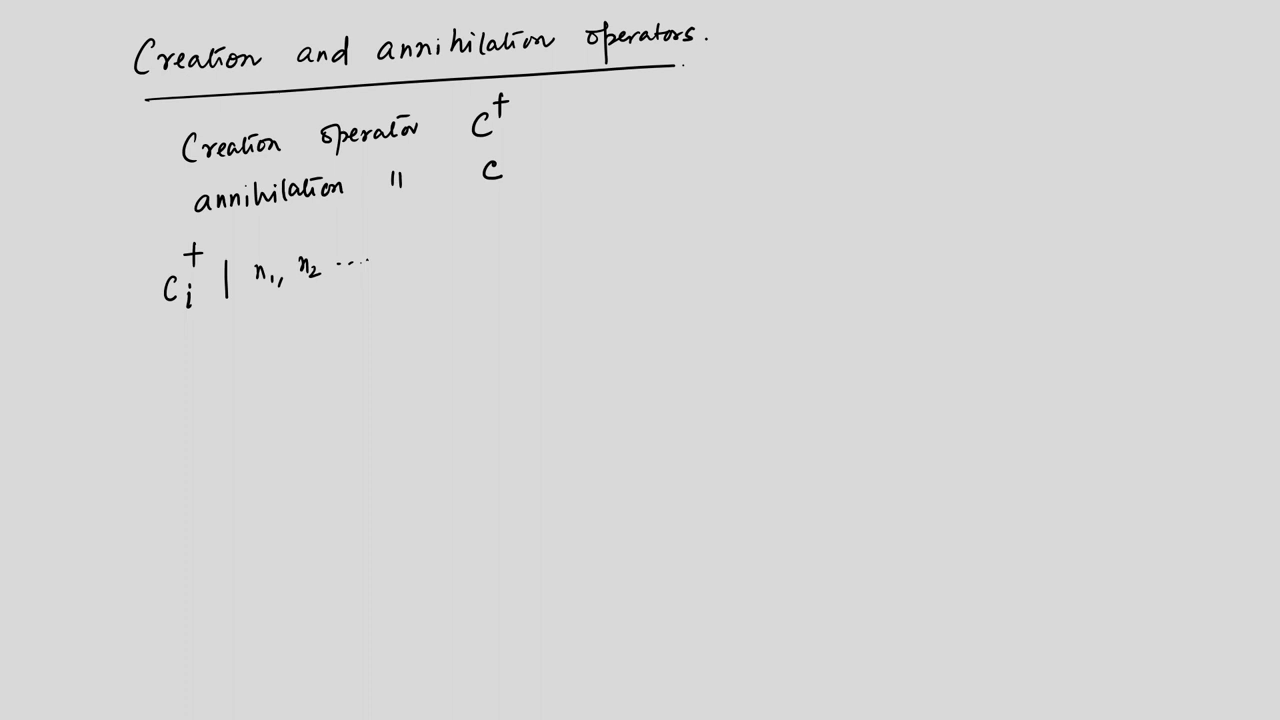 Creation and annihilation operators.
Creation operator C†
annihilation " C
C_i† | n₁, n₂ ....